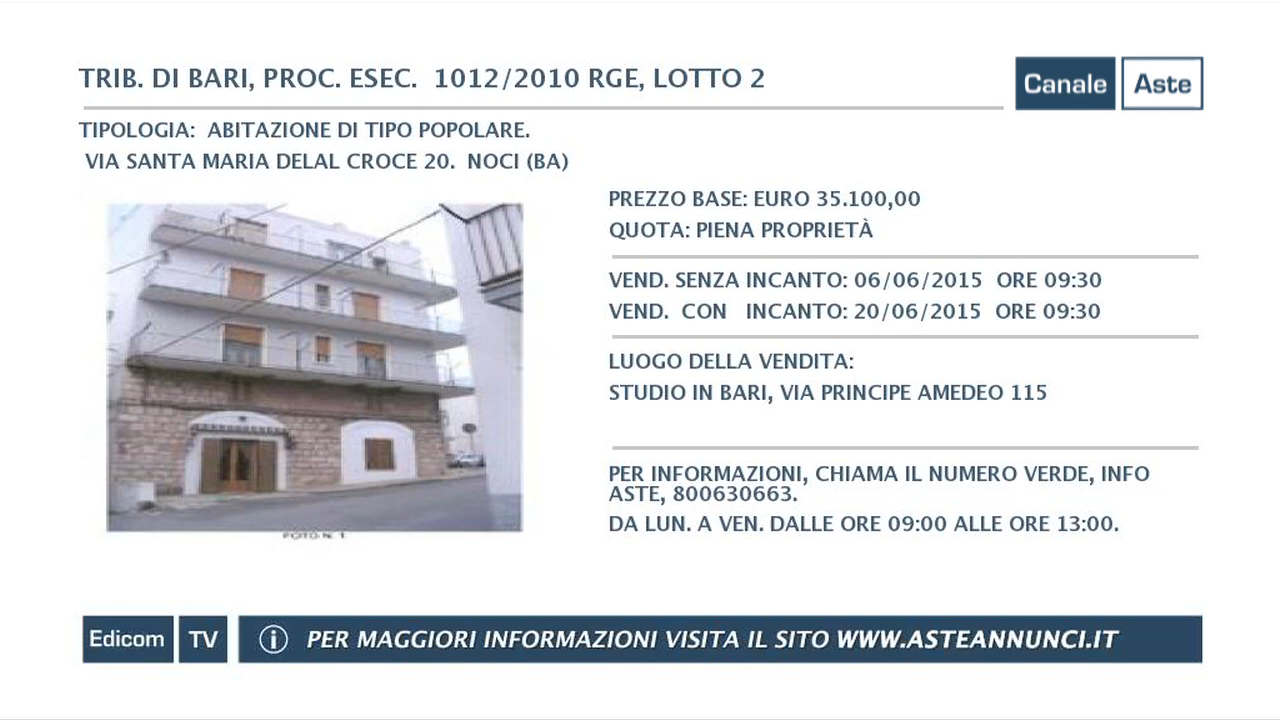 TRIB. DI BARI, PROC. ESEC. 1012/2010 RGE, LOTTO 2
Canale Aste
TIPOLOGIA: ABITAZIONE DI TIPO POPOLARE.
VIA SANTA MARIA DELAL CROCE 20. NOCI (BA)
PREZZO BASE: EURO 35.100,00
QUOTA: PIENA PROPRIETÀ
VEND. SENZA INCANTO: 06/06/2015 ORE 09:30
VEND. CON INCANTO: 20/06/2015 ORE 09:30
LUOGO DELLA VENDITA:
STUDIO IN BARI, VIA PRINCIPE AMEDEO 115
PER INFORMAZIONI, CHIAMA IL NUMERO VERDE, INFO
ASTE, 800630663.
DA LUN. A VEN. DALLE ORE 09:00 ALLE ORE 13:00.
FOTO N. 1
Edicom TV
PER MAGGIORI INFORMAZIONI VISITA IL SITO WWW.ASTEANNUNCI.IT